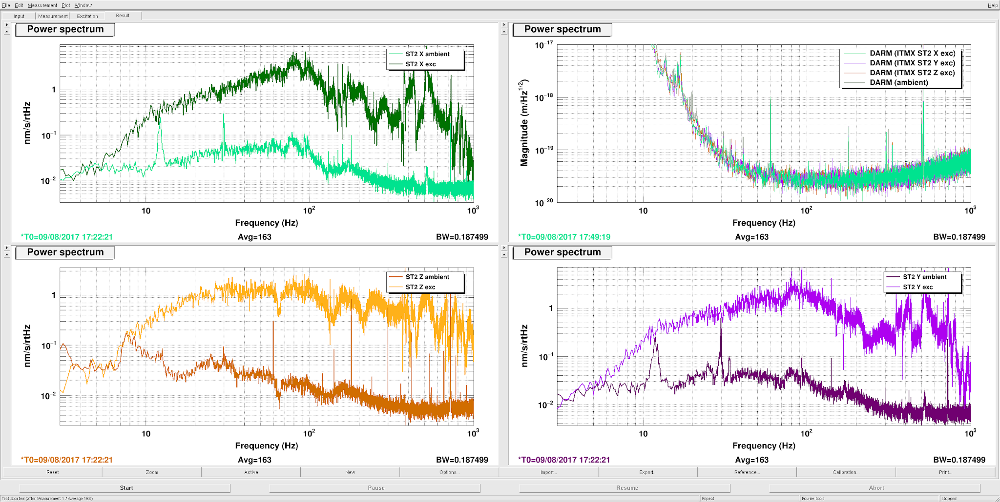 File Edit Measurement Plot Window Help
Input Measurement Excitation Result
Power spectrum
ST2 X ambient
ST2 X exc
1
10^-1
10^-2
nm/s/rtHz
10 10^2 10^3
Frequency (Hz)
*T0=09/08/2017 17:22:21 Avg=163 BW=0.187499
Power spectrum
DARM (ITMX ST2 X exc)
DARM (ITMX ST2 Y exc)
DARM (ITMX ST2 Z exc)
DARM (ambient)
10^-17
10^-18
10^-19
10^-20
Magnitude (m/Hz^1/2)
10 10^2 10^3
Frequency (Hz)
*T0=09/08/2017 17:49:19 Avg=163 BW=0.187499
Power spectrum
ST2 Z ambient
ST2 Z exc
1
10^-1
10^-2
nm/s/rtHz
10 10^2 10^3
Frequency (Hz)
*T0=09/08/2017 17:22:21 Avg=163 BW=0.187499
Power spectrum
ST2 Y ambient
ST2 Y exc
1
10^-1
10^-2
nm/s/rtHz
10 10^2 10^3
Frequency (Hz)
*T0=09/08/2017 17:22:21 Avg=163 BW=0.187499
Reset Zoom Active New Options... Import... Export... Reference... Calibration... Print...
Start Pause Resume Abort
Test aborted (after Measurement 1 / Average 163) Repeat Fourier tools stopped